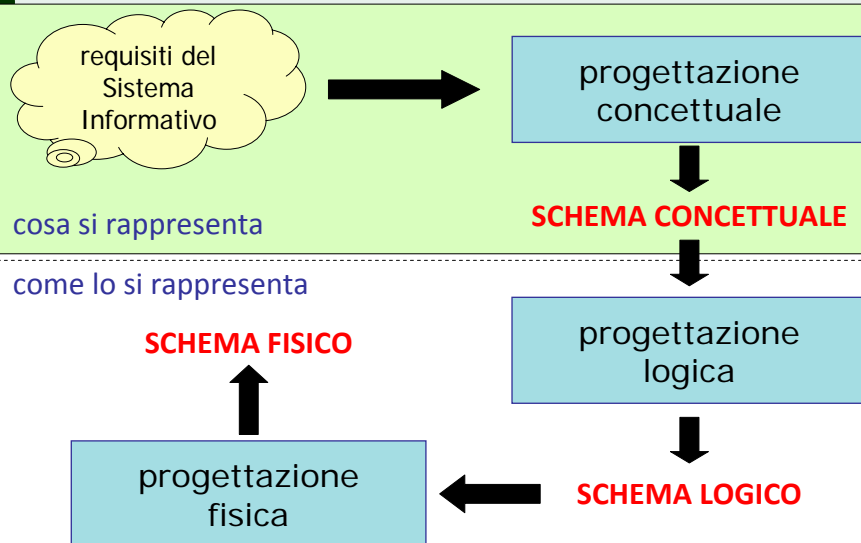 requisiti del
Sistema
Informativo
progettazione
concettuale
cosa si rappresenta
SCHEMA CONCETTUALE
come lo si rappresenta
progettazione
logica
SCHEMA FISICO
progettazione
fisica
SCHEMA LOGICO